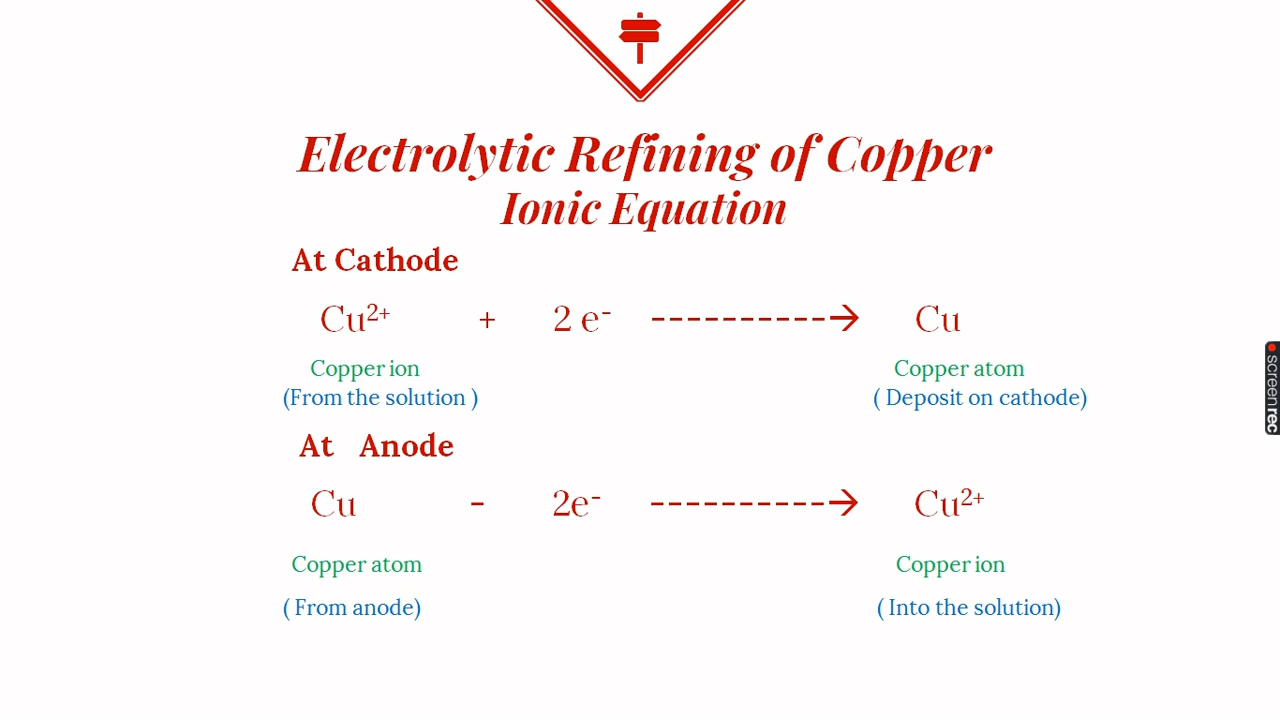 Electrolytic Refining of Copper
Ionic Equation
At Cathode
Cu²⁺ + 2 e⁻ ----------→ Cu
Copper ion Copper atom
(From the solution ) ( Deposit on cathode)
At Anode
Cu - 2e⁻ ----------→ Cu²⁺
Copper atom Copper ion
( From anode) ( Into the solution)
screenrec